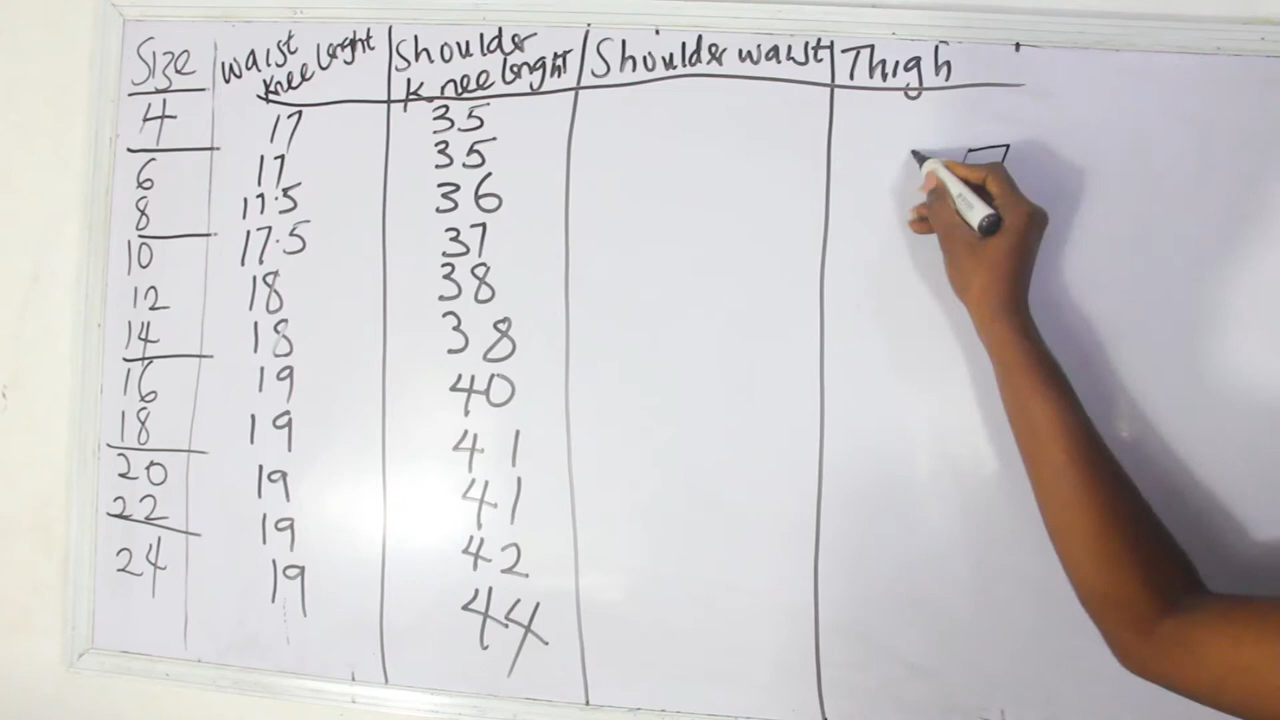 Size waist knee lenght Shoulder knee lenght Shoulder waist Thigh
4 17 35
6 17 35
8 17.5 36
10 17.5 37
12 18 38
14 18 38
16 19 40
18 19 41
20 19 41
22 19 42
24 19 44